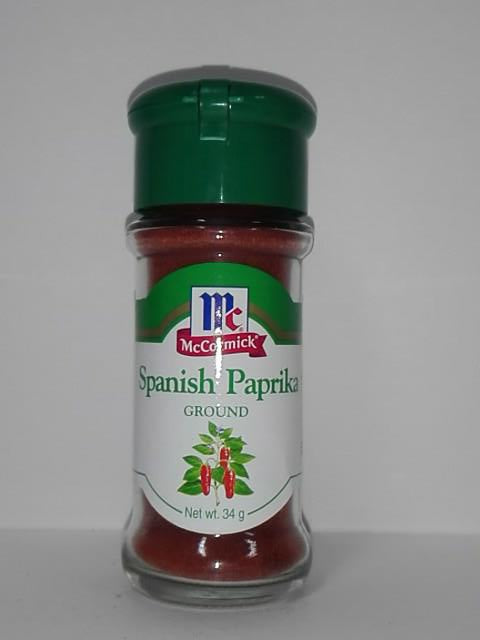 Mc
McCormick®
Spanish Paprika
GROUND
Net wt. 34 g